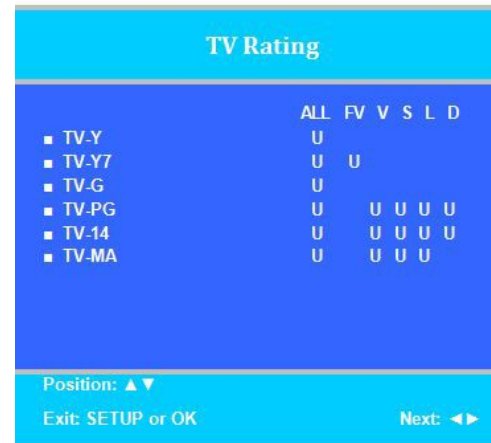 TV Rating
ALL FV V S L D
■ TV-Y U
■ TV-Y7 U U
■ TV-G U
■ TV-PG U U U U U
■ TV-14 U U U U U
■ TV-MA U U U U
Position: ▲▼
Exit: SETUP or OK Next: ◄►